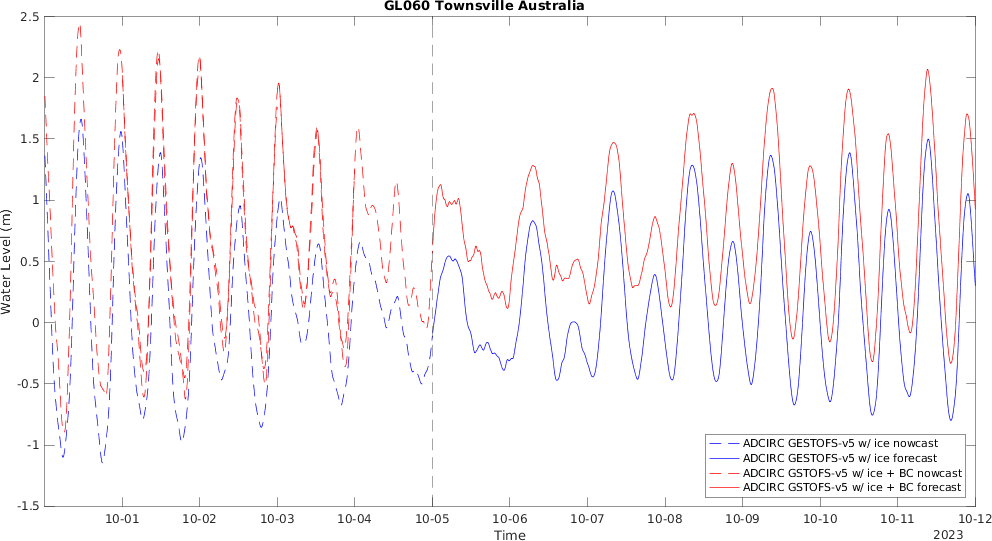 GL060 Townsville Australia
2.5
2
1.5
1
0.5
0
-0.5
-1
-1.5
Water Level (m)
10-01 10-02 10-03 10-04 10-05 10-06 10-07 10-08 10-09 10-10 10-11 10-12
Time
2023
ADCIRC GESTOFS-v5 w/ ice nowcast
ADCIRC GESTOFS-v5 w/ ice forecast
ADCIRC GSTOFS-v5 w/ ice + BC nowcast
ADCIRC GSTOFS-v5 w/ ice + BC forecast